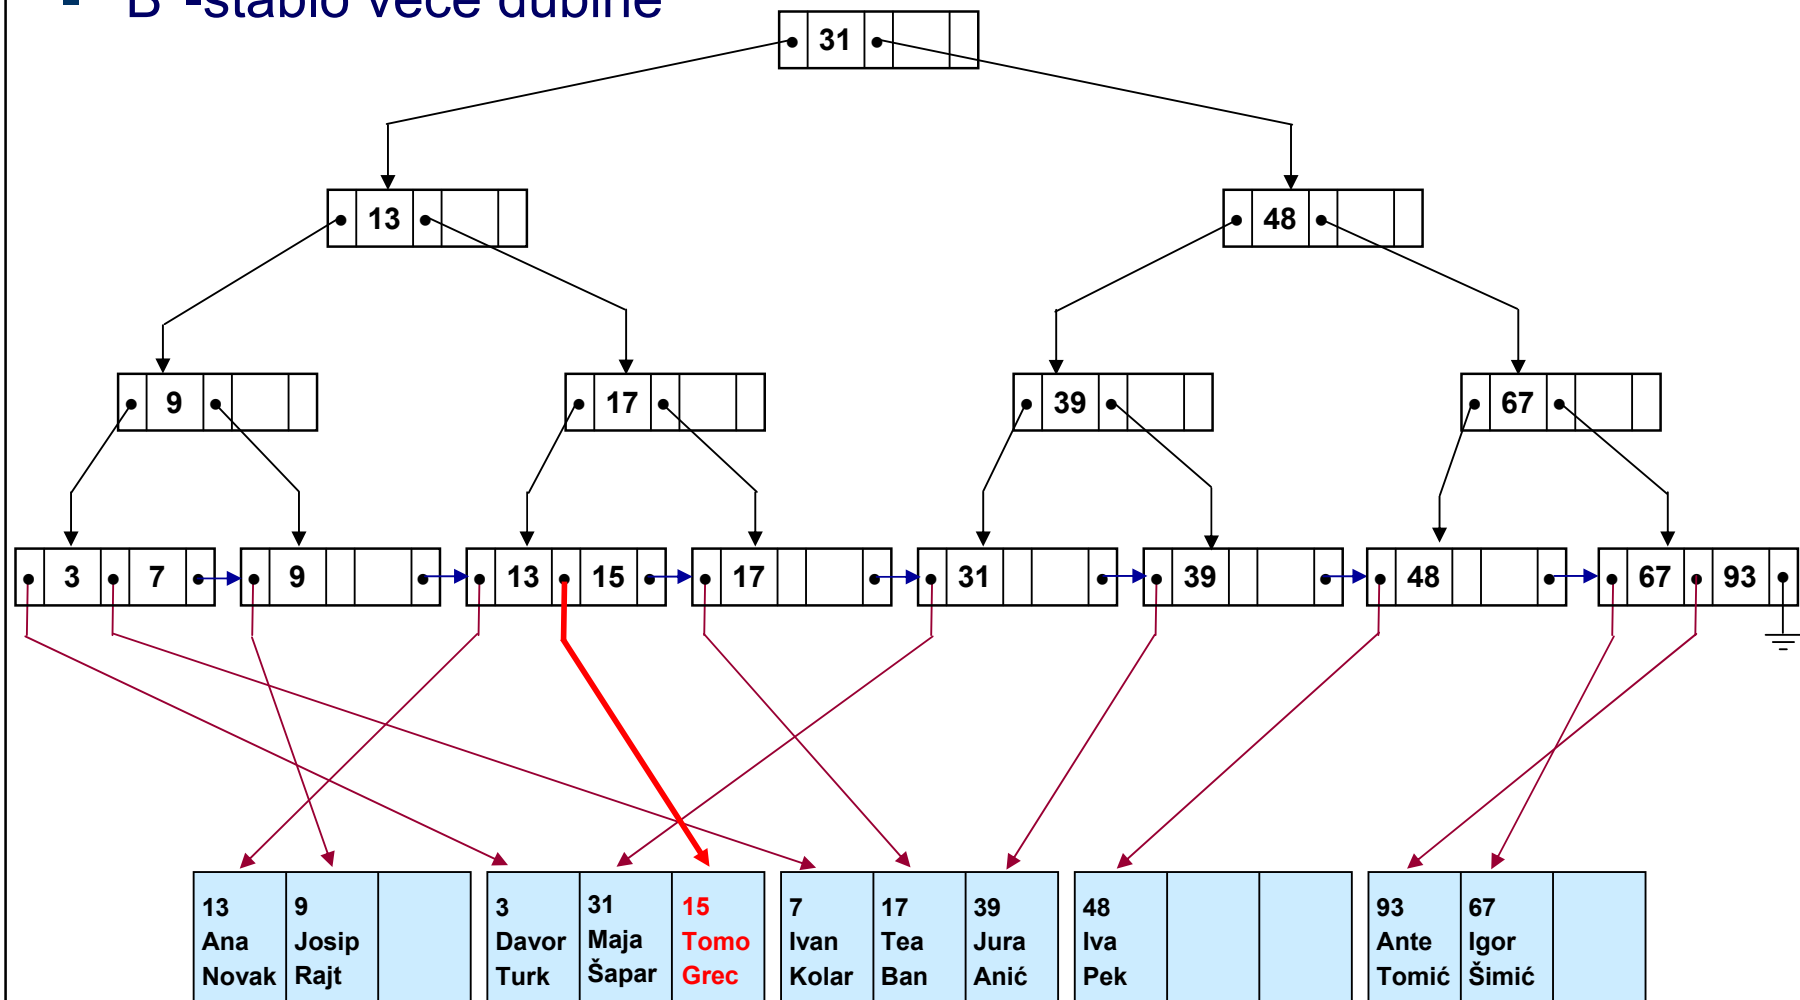 - B -stablo veće dubine
31
13 48
9 17 39 67
3 7 9 13 15 17 31 39 48 67 93
13 9 3 31 15 7 17 39 48 93 67
Ana Josip Davor Maja Tomo Ivan Tea Jura Iva Ante Igor
Novak Rajt Turk Šapar Grec Kolar Ban Anić Pek Tomić Šimić